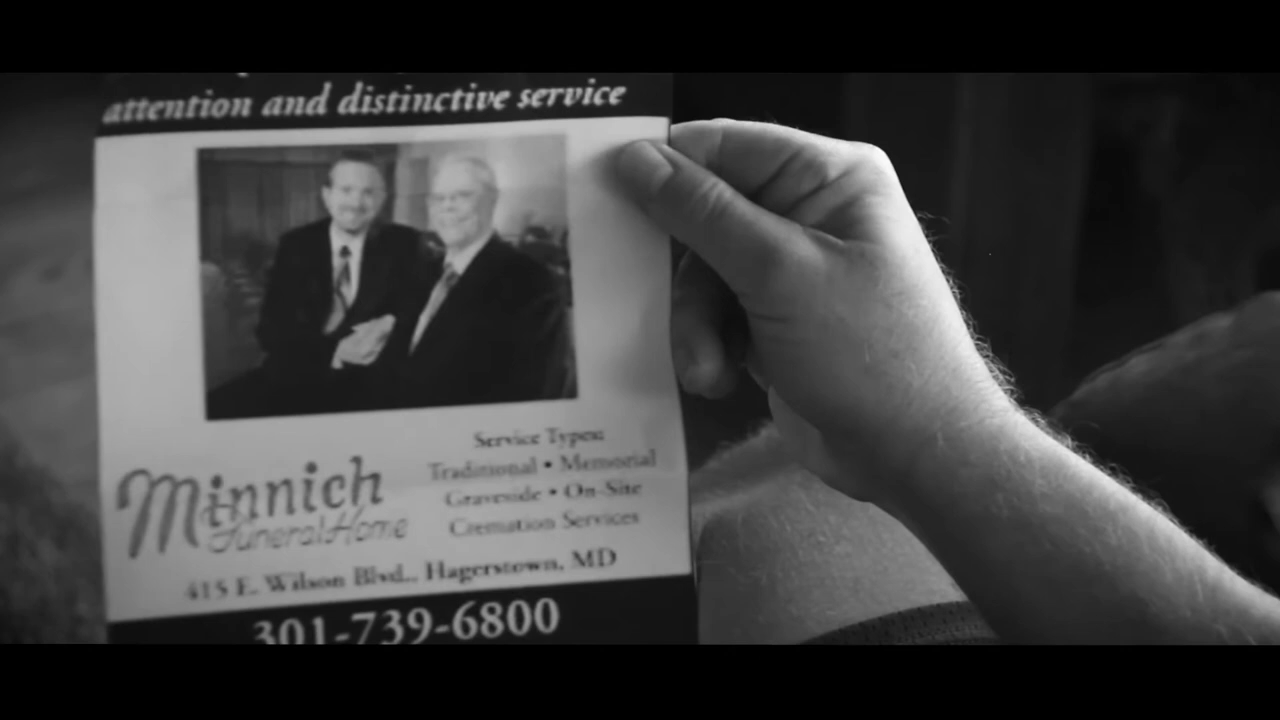 attention and distinctive service
Minnich
Funeral Home
Service Types:
Traditional • Memorial
Graveside • On-Site
Cremation Services
415 E. Wilson Blvd., Hagerstown, MD
301-739-6800